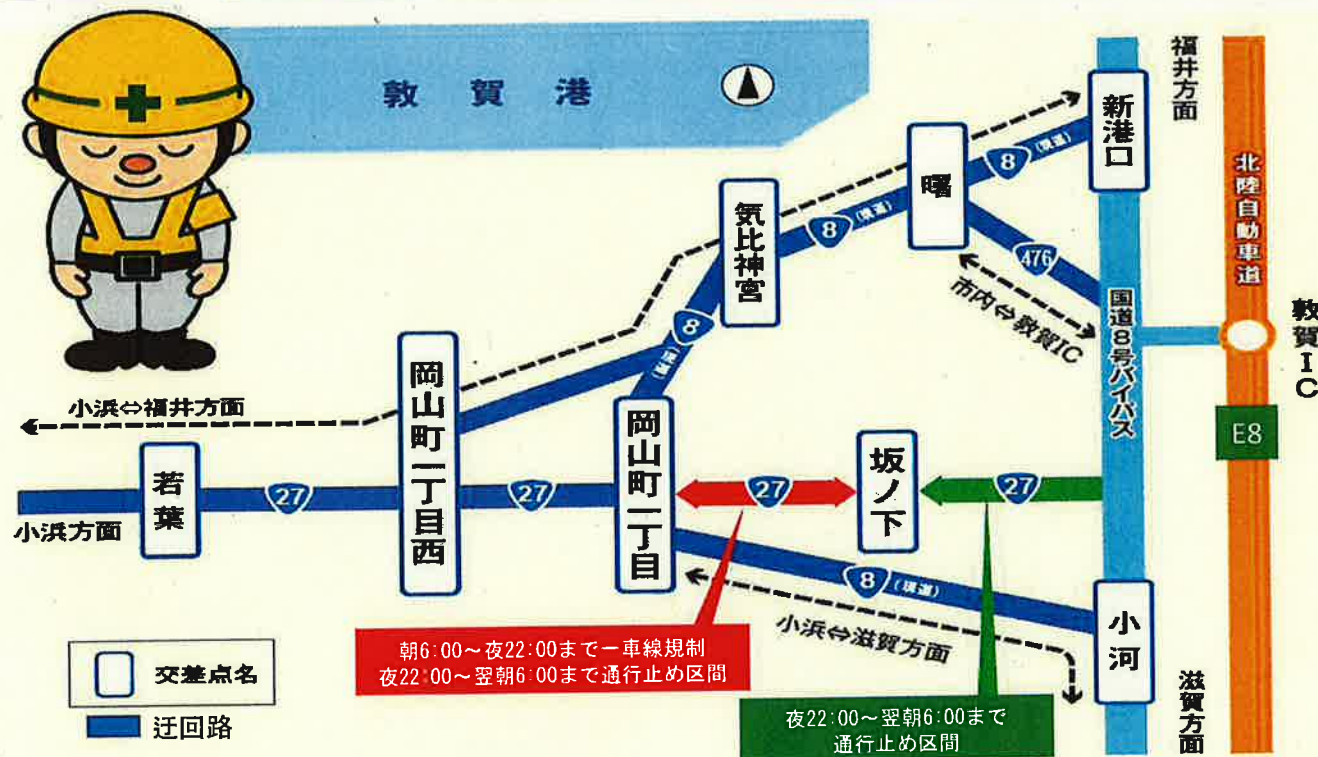 敦賀港
福井方面
新港口
曙
8
(現道)
北陸自動車道
気比神宮
8
(現道)
476
市内⇔敦賀IC
国道8号バイパス
敦賀IC
8
(現道)
岡山町一丁目西
小浜⇔福井方面
岡山町一丁目
坂ノ下
E8
若葉
27
27
27
27
小浜方面
8
(現道)
小浜⇔滋賀方面
小河
朝6:00～夜22:00まで一車線規制
夜22:00～翌朝6:00まで通行止め区間
交差点名
迂回路
夜22:00～翌朝6:00まで
通行止め区間
滋賀方面